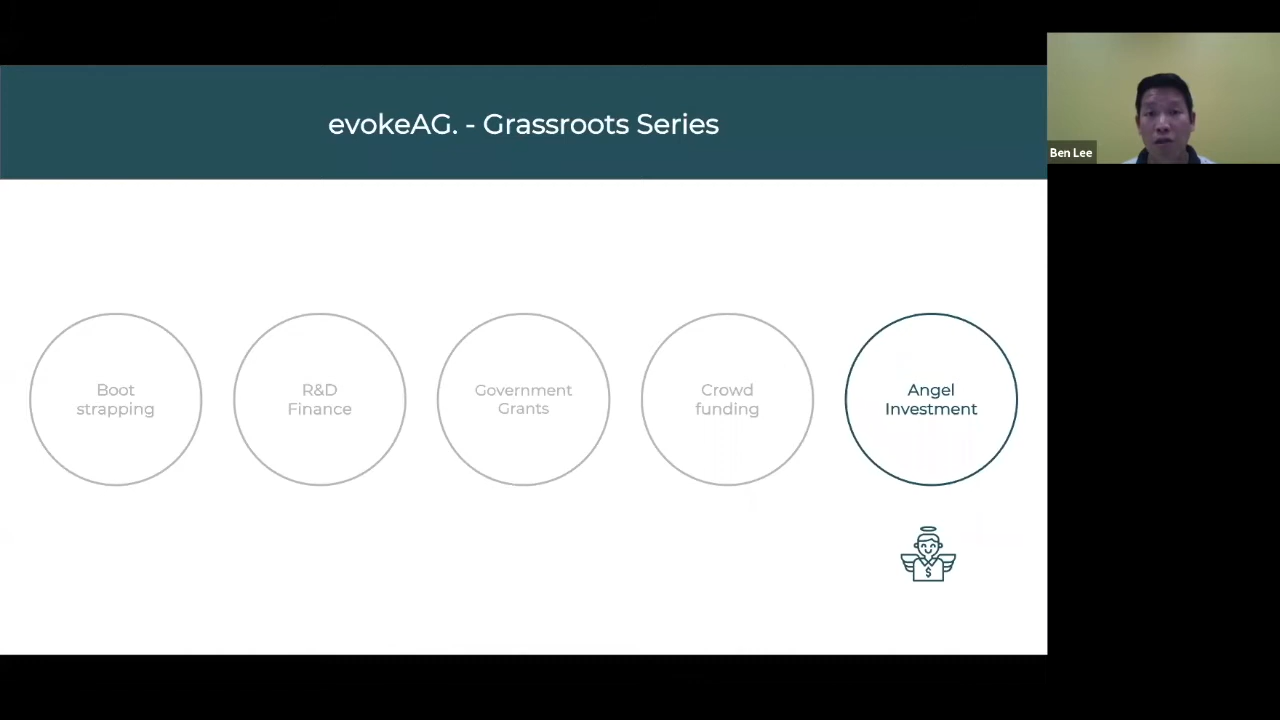 evokeAG. - Grassroots Series
Ben Lee
Boot
strapping
R&D
Finance
Government
Grants
Crowd
funding
Angel
Investment
$